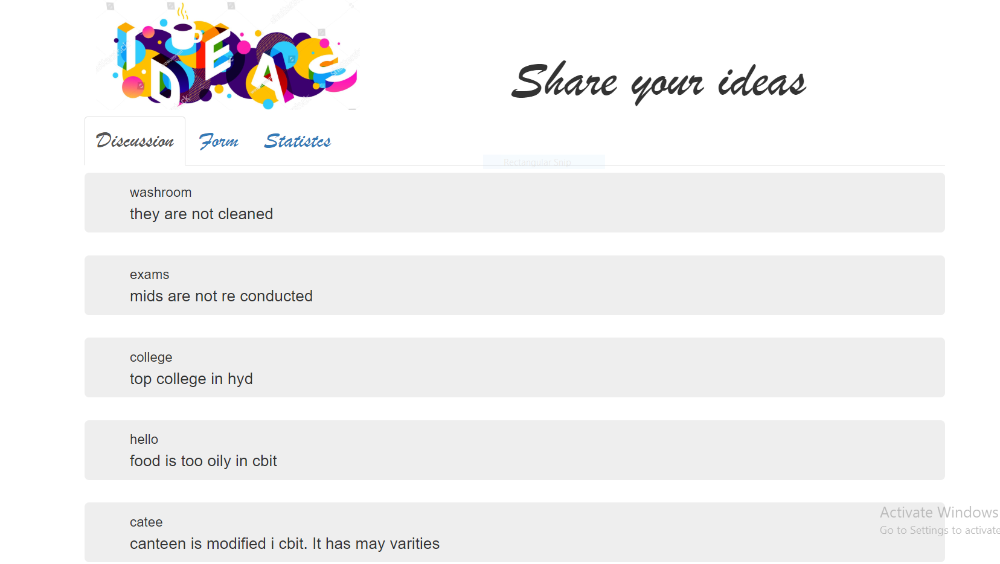 IDEAS
Share your ideas
Discussion Form Statistcs
Rectangular Snip
washroom
they are not cleaned
exams
mids are not re conducted
college
top college in hyd
hello
food is too oily in cbit
catee
canteen is modified i cbit. It has may varities
Activate Windows
Go to Settings to activate